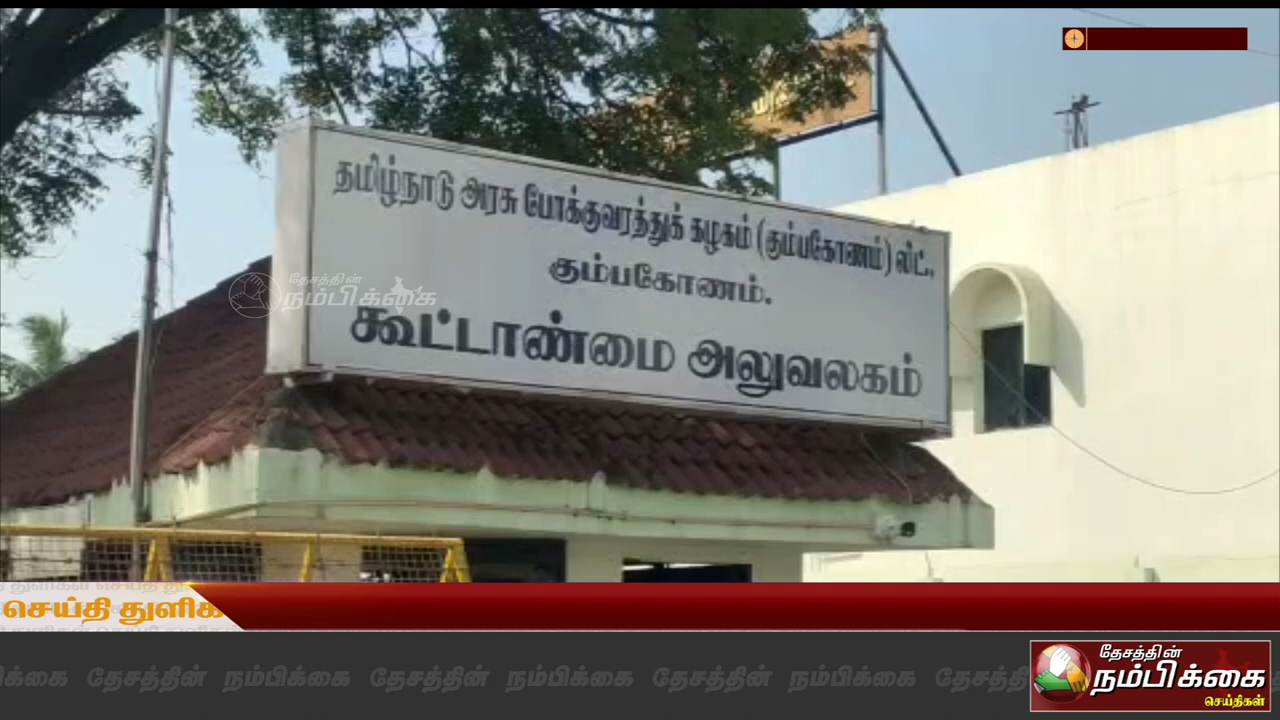 தமிழ்நாடு அரசு போக்குவரத்துக் கழகம் (கும்பகோணம்) லிட்.,
கும்பகோணம்.
கூட்டாண்மை அலுவலகம்
தேசத்தின்
நம்பிக்கை
செய்தி துளிக
தேசத்தின் நம்பிக்கை தேசத்தின் நம்பிக்கை தேசத்தின் நம்பிக்கை
தேசத்தின்
நம்பிக்கை
செய்திகள்